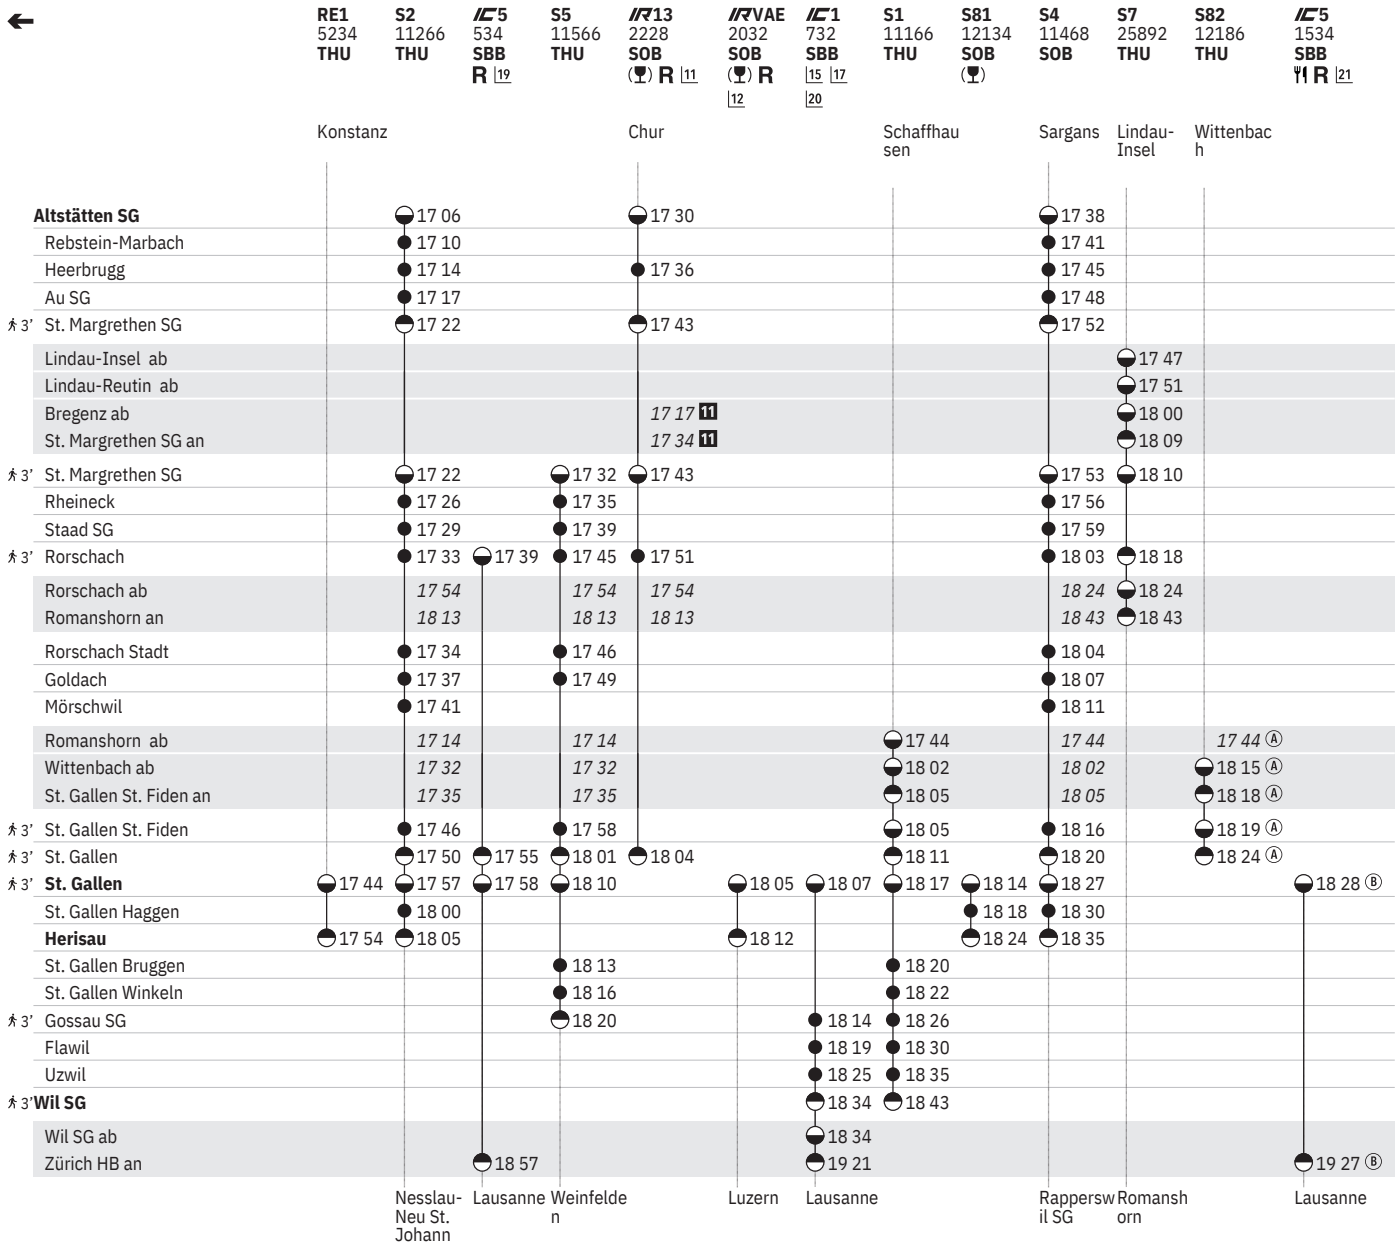 RE1 S2 IC5 S5 IR13 IRVAE IC1 S1 S81 S4 S7 S82 IC5
5234 11266 534 11566 2228 2032 732 11166 12134 11468 25892 12186 1534
THU THU SBB THU SOB SOB SBB THU SOB SOB THU THU SBB
R 19 R 11 R 15 17 R 21
12 20
Konstanz Chur Schaffhau Sargans Lindau- Wittenbac
sen Insel h
Altstätten SG 17 06 17 30 17 38
Rebstein-Marbach 17 10 17 41
Heerbrugg 17 14 17 36 17 45
Au SG 17 17 17 48
3' St. Margrethen SG 17 22 17 43 17 52
Lindau-Insel ab 17 47
Lindau-Reutin ab 17 51
Bregenz ab 17 17 11 18 00
St. Margrethen SG an 17 34 11 18 09
3' St. Margrethen SG 17 22 17 32 17 43 17 53 18 10
Rheineck 17 26 17 35 17 56
Staad SG 17 29 17 39 17 59
3' Rorschach 17 33 17 39 17 45 17 51 18 03 18 18
Rorschach ab 17 54 17 54 17 54 18 24 18 24
Romanshorn an 18 13 18 13 18 13 18 43 18 43
Rorschach Stadt 17 34 17 46 18 04
Goldach 17 37 17 49 18 07
Mörschwil 17 41 18 11
Romanshorn ab 17 14 17 14 17 44 17 44 17 44 A
Wittenbach ab 17 32 17 32 18 02 18 02 18 15 A
St. Gallen St. Fiden an 17 35 17 35 18 05 18 05 18 18 A
3' St. Gallen St. Fiden 17 46 17 58 18 05 18 16 18 19 A
3' St. Gallen 17 50 17 55 18 01 18 04 18 11 18 20 18 24 A
3' St. Gallen 17 44 17 57 17 58 18 10 18 05 18 07 18 17 18 14 18 27 18 28 B
St. Gallen Haggen 18 00 18 18 18 30
Herisau 17 54 18 05 18 12 18 24 18 35
St. Gallen Bruggen 18 13 18 20
St. Gallen Winkeln 18 16 18 22
3' Gossau SG 18 20 18 14 18 26
Flawil 18 19 18 30
Uzwil 18 25 18 35
3' Wil SG 18 34 18 43
Wil SG ab 18 34
Zürich HB an 18 57 19 21 19 27 B
Nesslau- Lausanne Weinfelde Luzern Lausanne Rappersw Romansh Lausanne
Neu St. n il SG orn
Johann